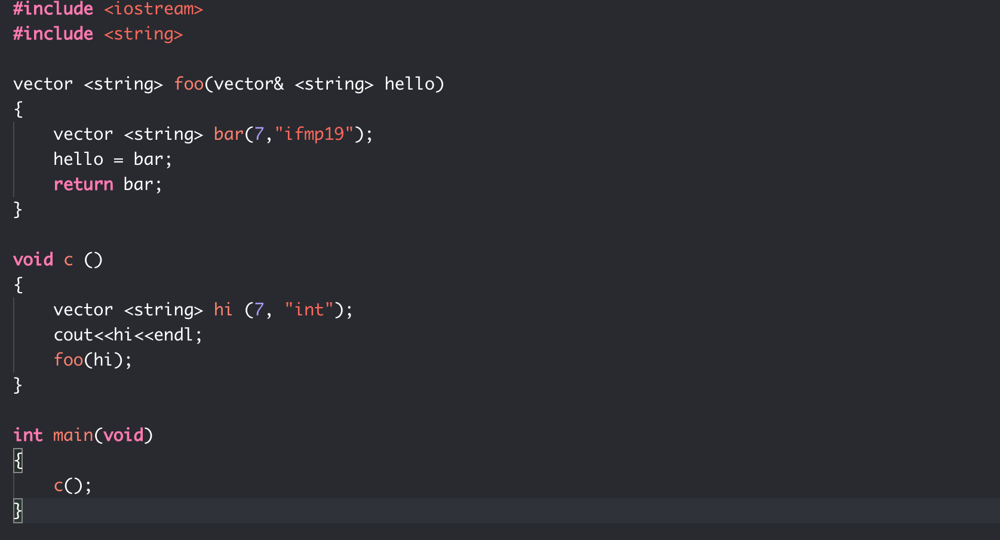 #include <iostream>
#include <string>
vector <string> foo(vector& <string> hello)
{
    vector <string> bar(7,"ifmp19");
    hello = bar;
    return bar;
}
void c ()
{
    vector <string> hi (7, "int");
    cout<<hi<<endl;
    foo(hi);
}
int main(void)
{
    c();
}